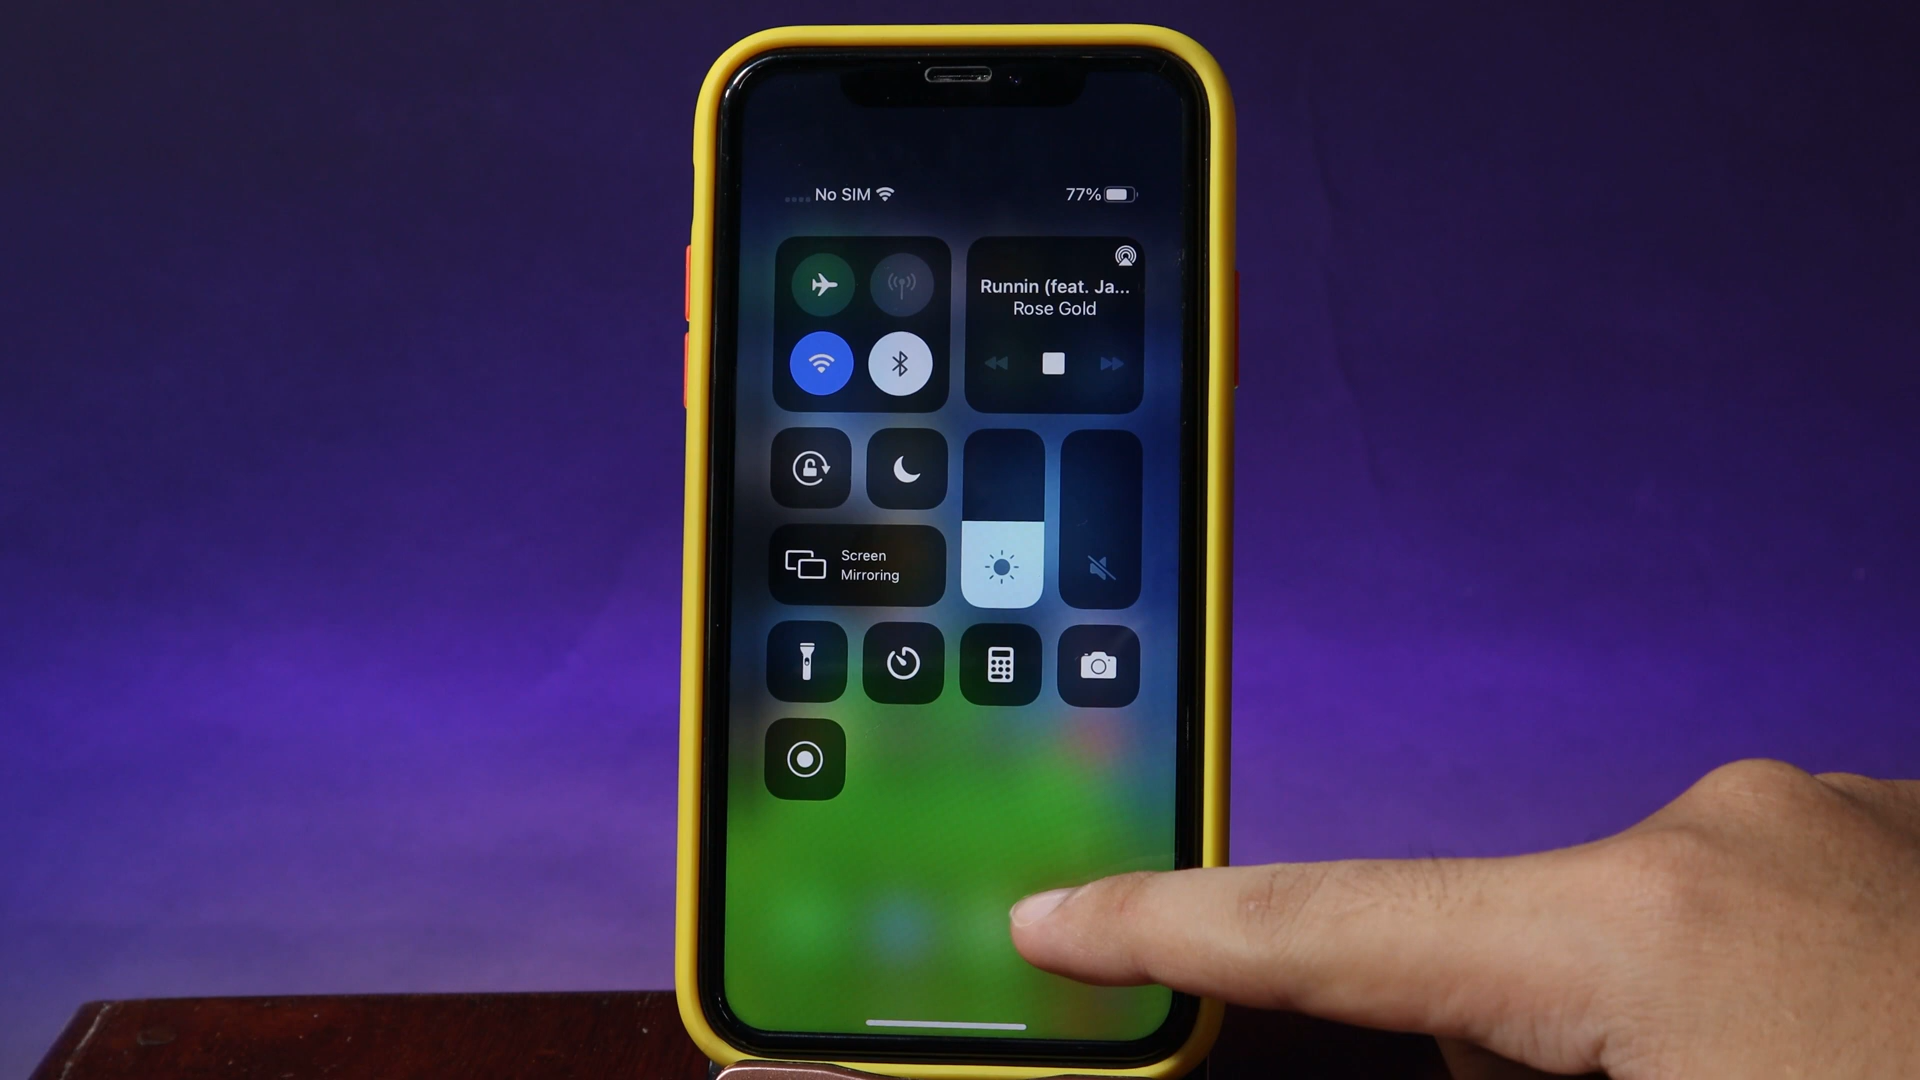 No SIM
77%
Runnin (feat. Ja...
Rose Gold
Screen
Mirroring